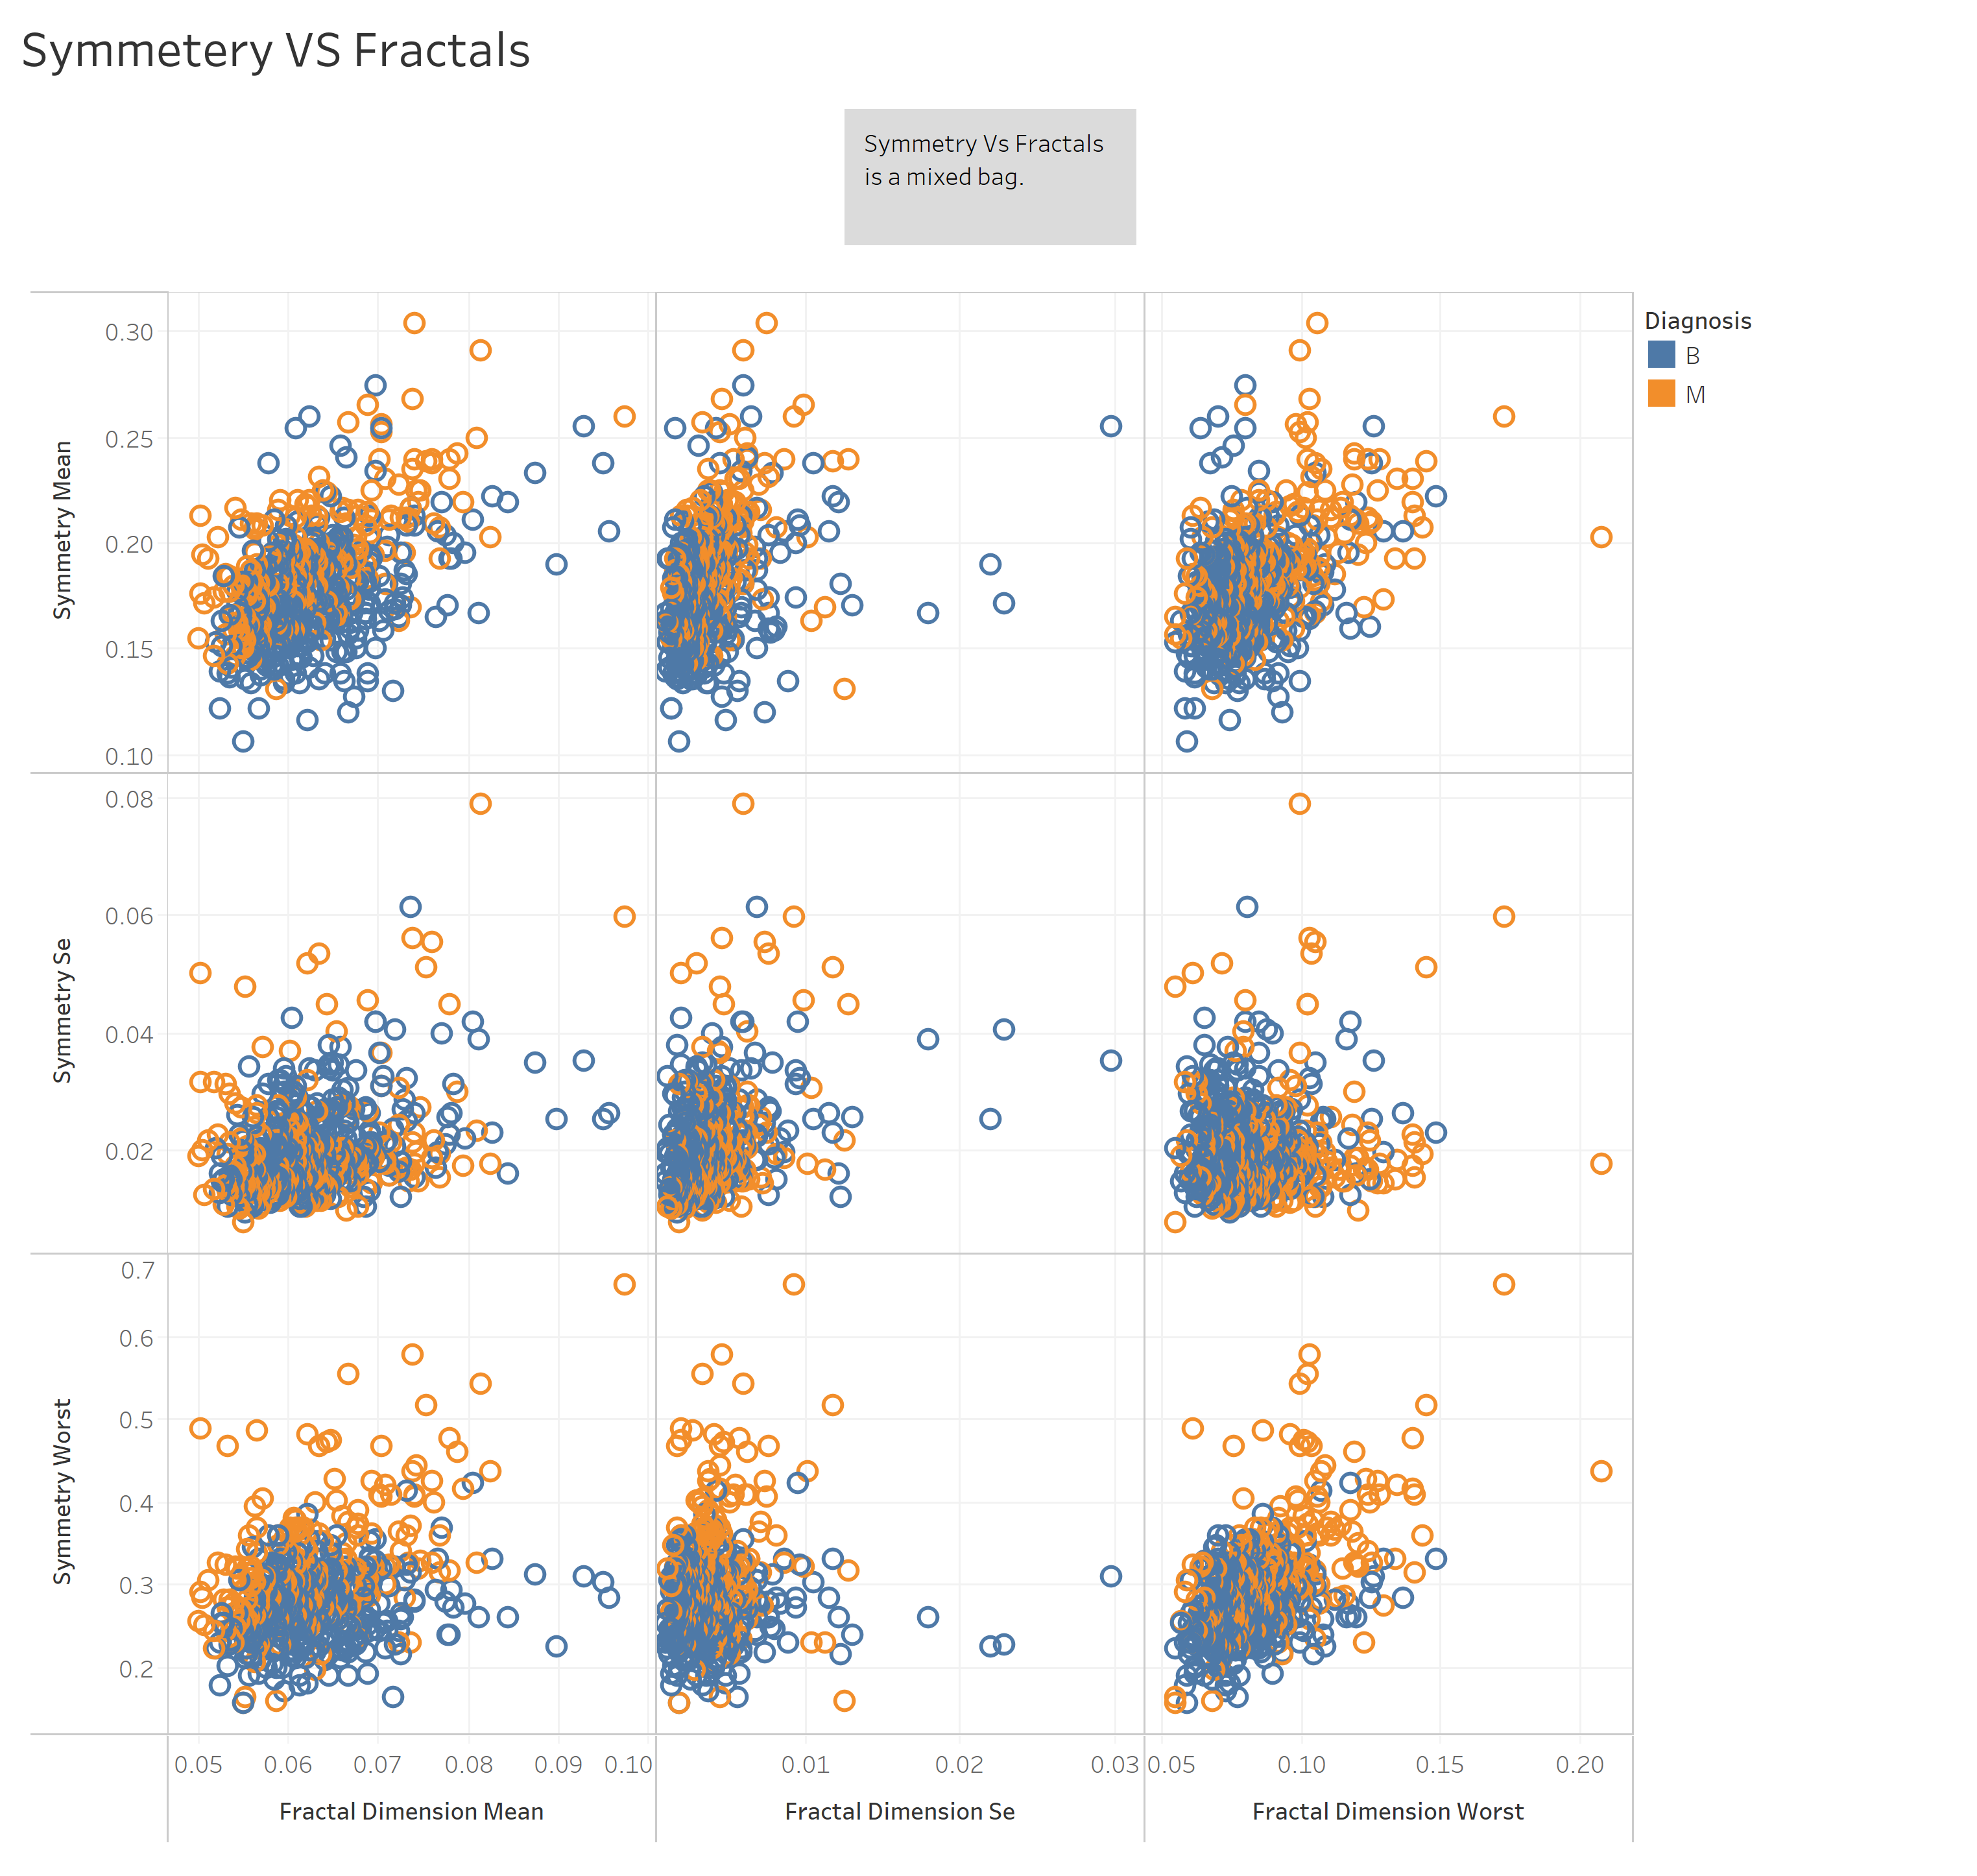 Symmetery VS Fractals
Symmetry Vs Fractals
is a mixed bag.
Diagnosis
B
M
Symmetry Mean
0.30
0.25
0.20
0.15
0.10
Symmetry Se
0.08
0.06
0.04
0.02
Symmetry Worst
0.7
0.6
0.5
0.4
0.3
0.2
0.05 0.06 0.07 0.08 0.09 0.10 0.01 0.02 0.03 0.05 0.10 0.15 0.20
Fractal Dimension Mean Fractal Dimension Se Fractal Dimension Worst